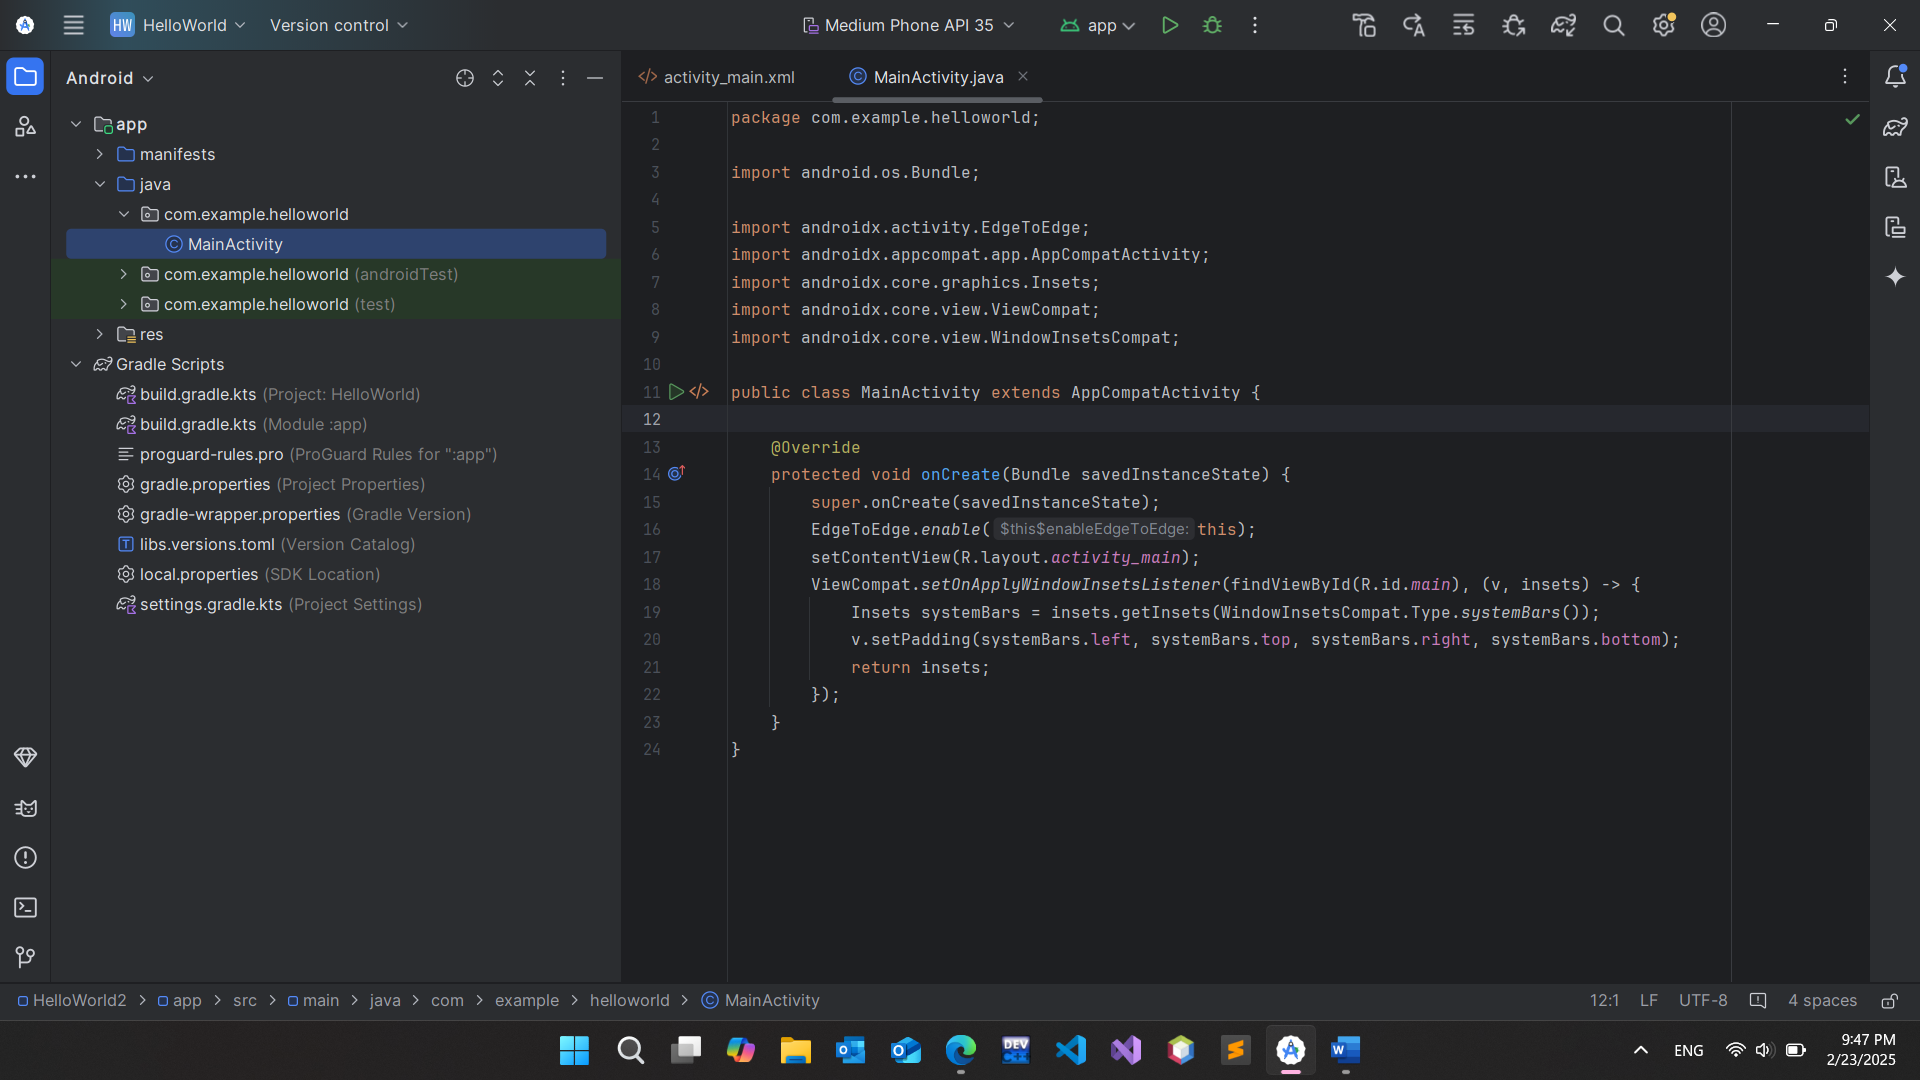 HW HelloWorld Version control Medium Phone API 35 app
Android
activity_main.xml MainActivity.java
app
manifests
java
com.example.helloworld
MainActivity
com.example.helloworld (androidTest)
com.example.helloworld (test)
res
Gradle Scripts
build.gradle.kts (Project: HelloWorld)
build.gradle.kts (Module :app)
proguard-rules.pro (ProGuard Rules for ":app")
gradle.properties (Project Properties)
gradle-wrapper.properties (Gradle Version)
libs.versions.toml (Version Catalog)
local.properties (SDK Location)
settings.gradle.kts (Project Settings)
1 package com.example.helloworld;
2
3 import android.os.Bundle;
4
5 import androidx.activity.EdgeToEdge;
6 import androidx.appcompat.app.AppCompatActivity;
7 import androidx.core.graphics.Insets;
8 import androidx.core.view.ViewCompat;
9 import androidx.core.view.WindowInsetsCompat;
10
11 public class MainActivity extends AppCompatActivity {
12
13 @Override
14 protected void onCreate(Bundle savedInstanceState) {
15 super.onCreate(savedInstanceState);
16 EdgeToEdge.enable( $this$enableEdgeToEdge: this);
17 setContentView(R.layout.activity_main);
18 ViewCompat.setOnApplyWindowInsetsListener(findViewById(R.id.main), (v, insets) -> {
19 Insets systemBars = insets.getInsets(WindowInsetsCompat.Type.systemBars());
20 v.setPadding(systemBars.left, systemBars.top, systemBars.right, systemBars.bottom);
21 return insets;
22 });
23 }
24 }
HelloWorld2 > app > src > main > java > com > example > helloworld > MainActivity
12:1 LF UTF-8 4 spaces
DEV C++
ENG
9:47 PM
2/23/2025